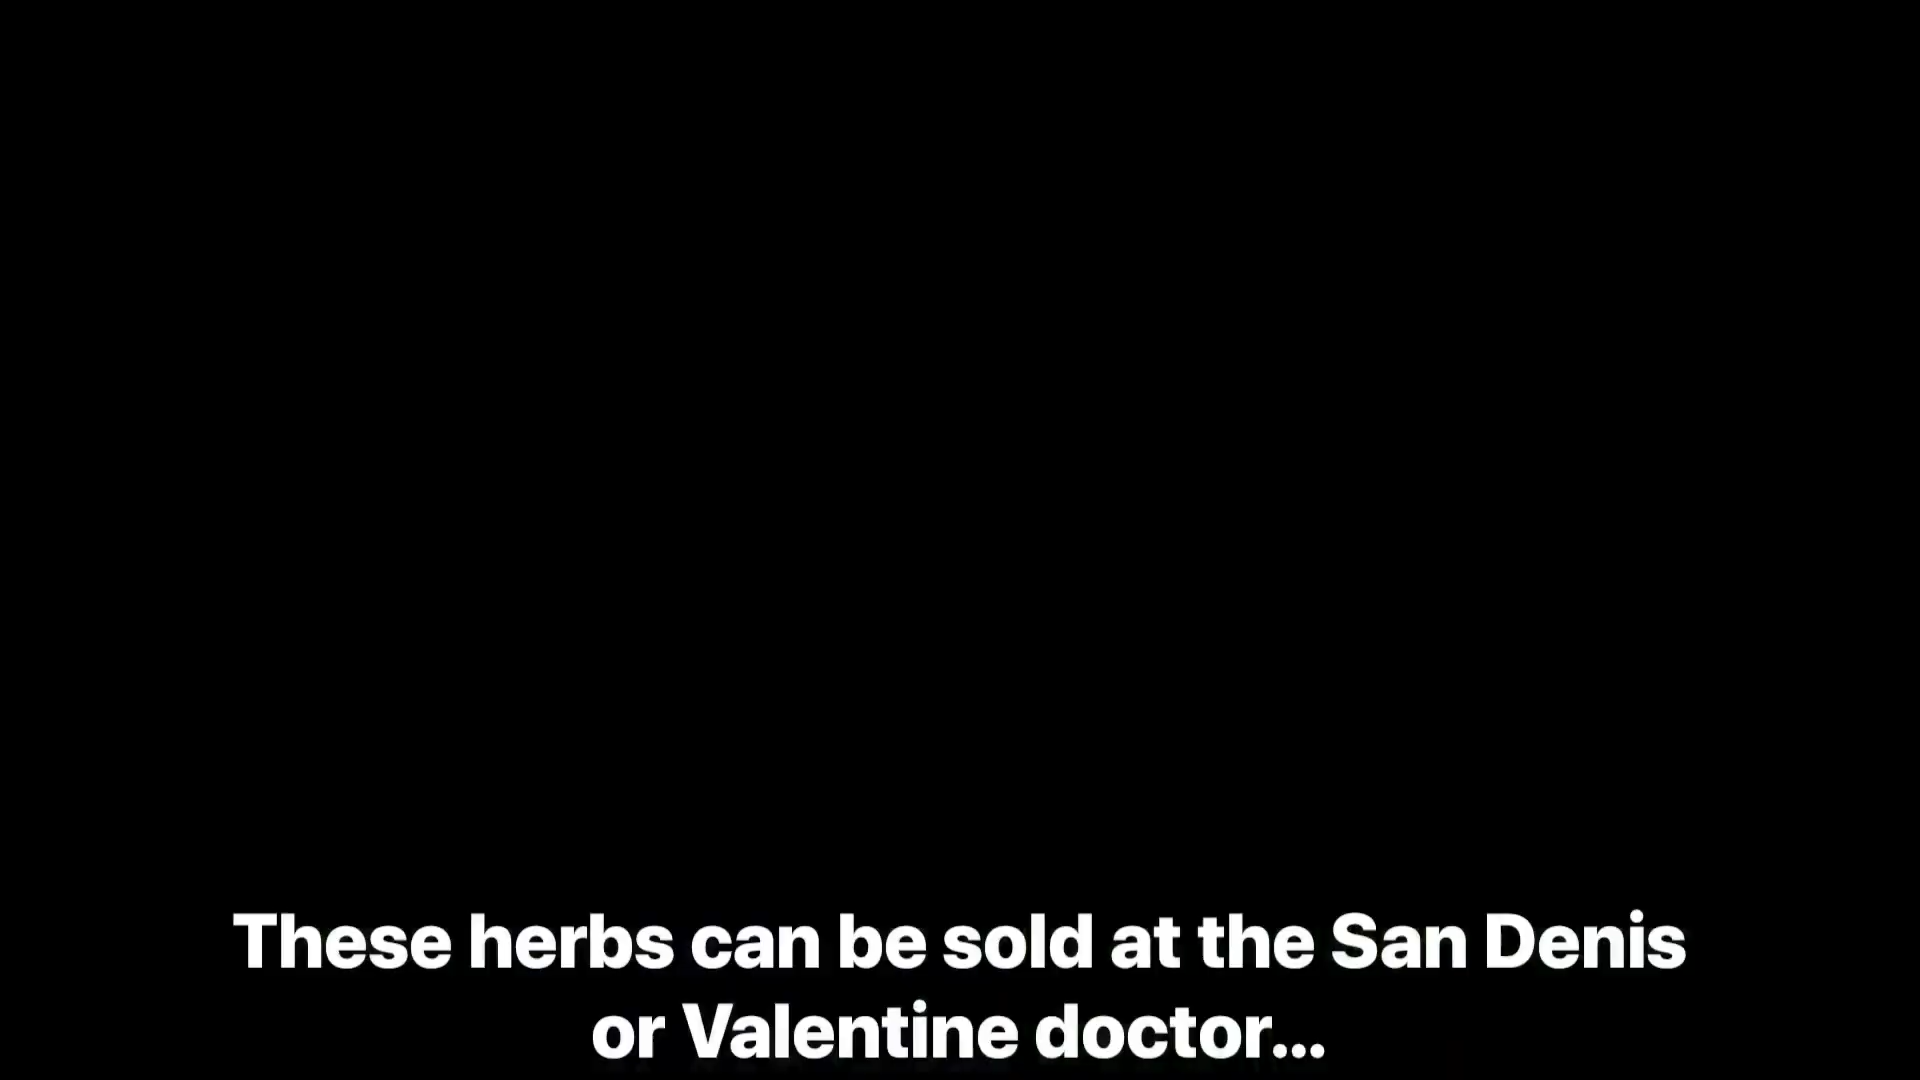 These herbs can be sold at the San Denis
or Valentine doctor...